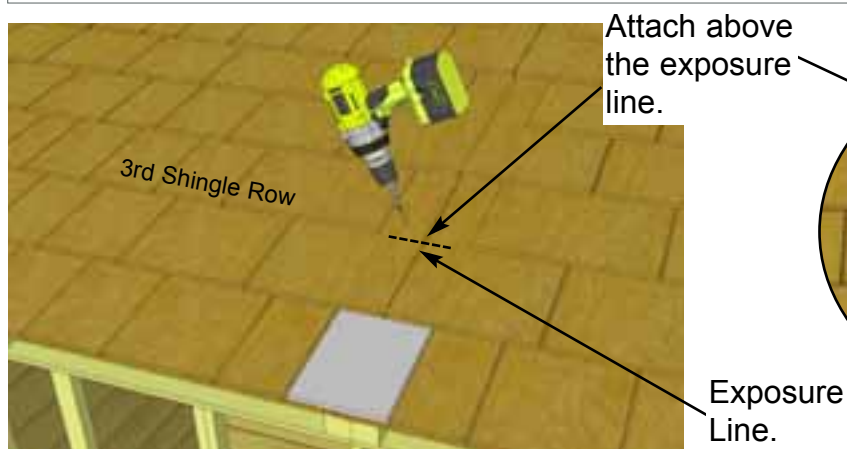 Attach above
the exposure
line.
3rd Shingle Row
Exposure
Line.